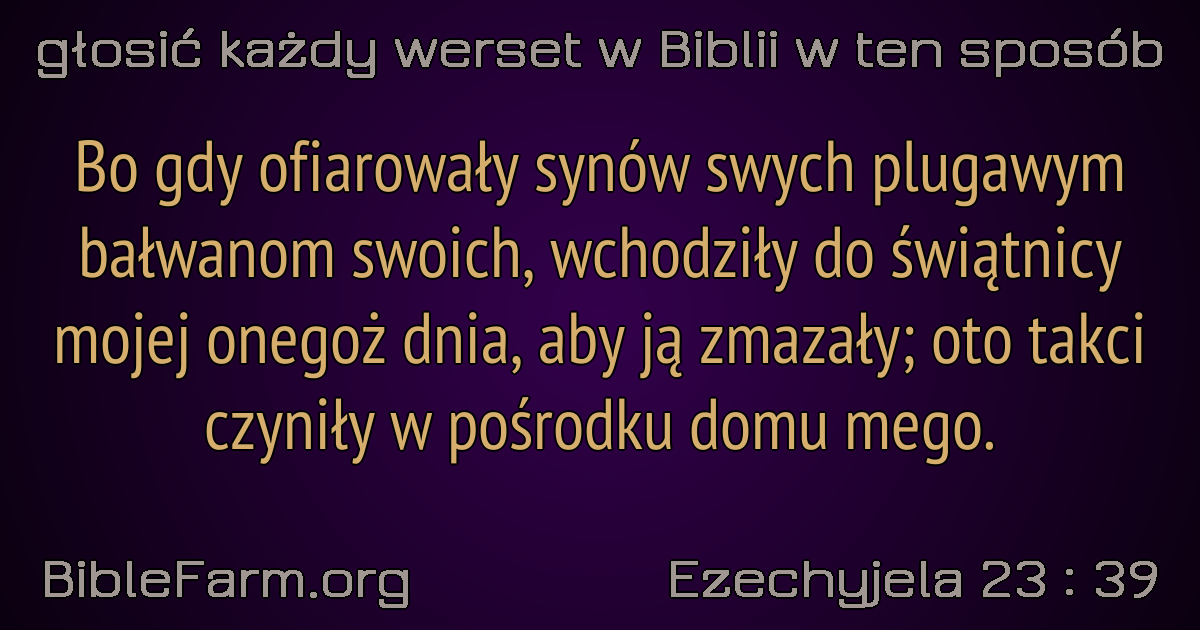 głosić każdy werset w Biblii w ten sposób
Bo gdy ofiarowały synów swych plugawym
bałwanom swoich, wchodziły do świątnicy
mojej onegoż dnia, aby ją zmazały; oto takci
czyniły w pośrodku domu mego.
BibleFarm.org
Ezechyjela 23 : 39